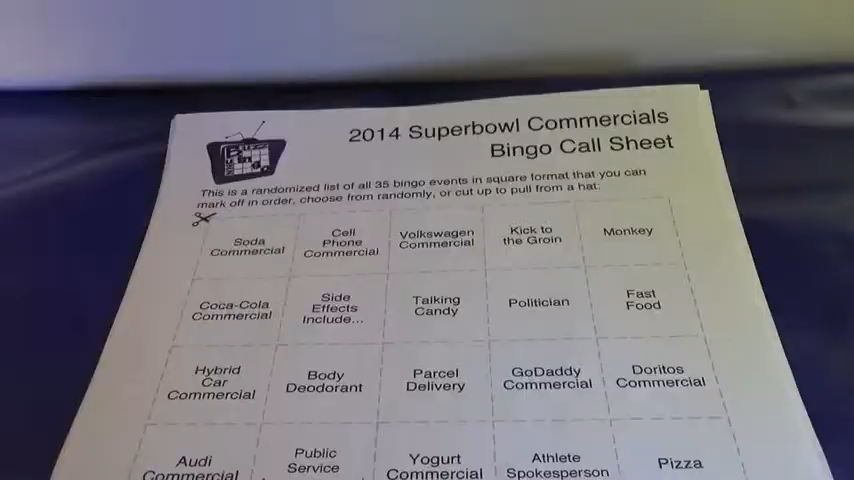 2014 Superbowl Commercials
Bingo Call Sheet
This is a randomized list of all 35 bingo events in square format that you can
mark off in order, choose from randomly, or cut up to pull from a hat:
Soda
Commercial
Cell
Phone
Commercial
Volkswagen
Commercial
Kick to
the Groin
Monkey
Coca-Cola
Commercial
Side
Effects
Include...
Talking
Candy
Politician
Fast
Food
Hybrid
Car
Commercial
Body
Deodorant
Parcel
Delivery
GoDaddy
Commercial
Doritos
Commercial
Audi
Commercial
Public
Service
Yogurt
Commercial
Athlete
Spokesperson
Pizza